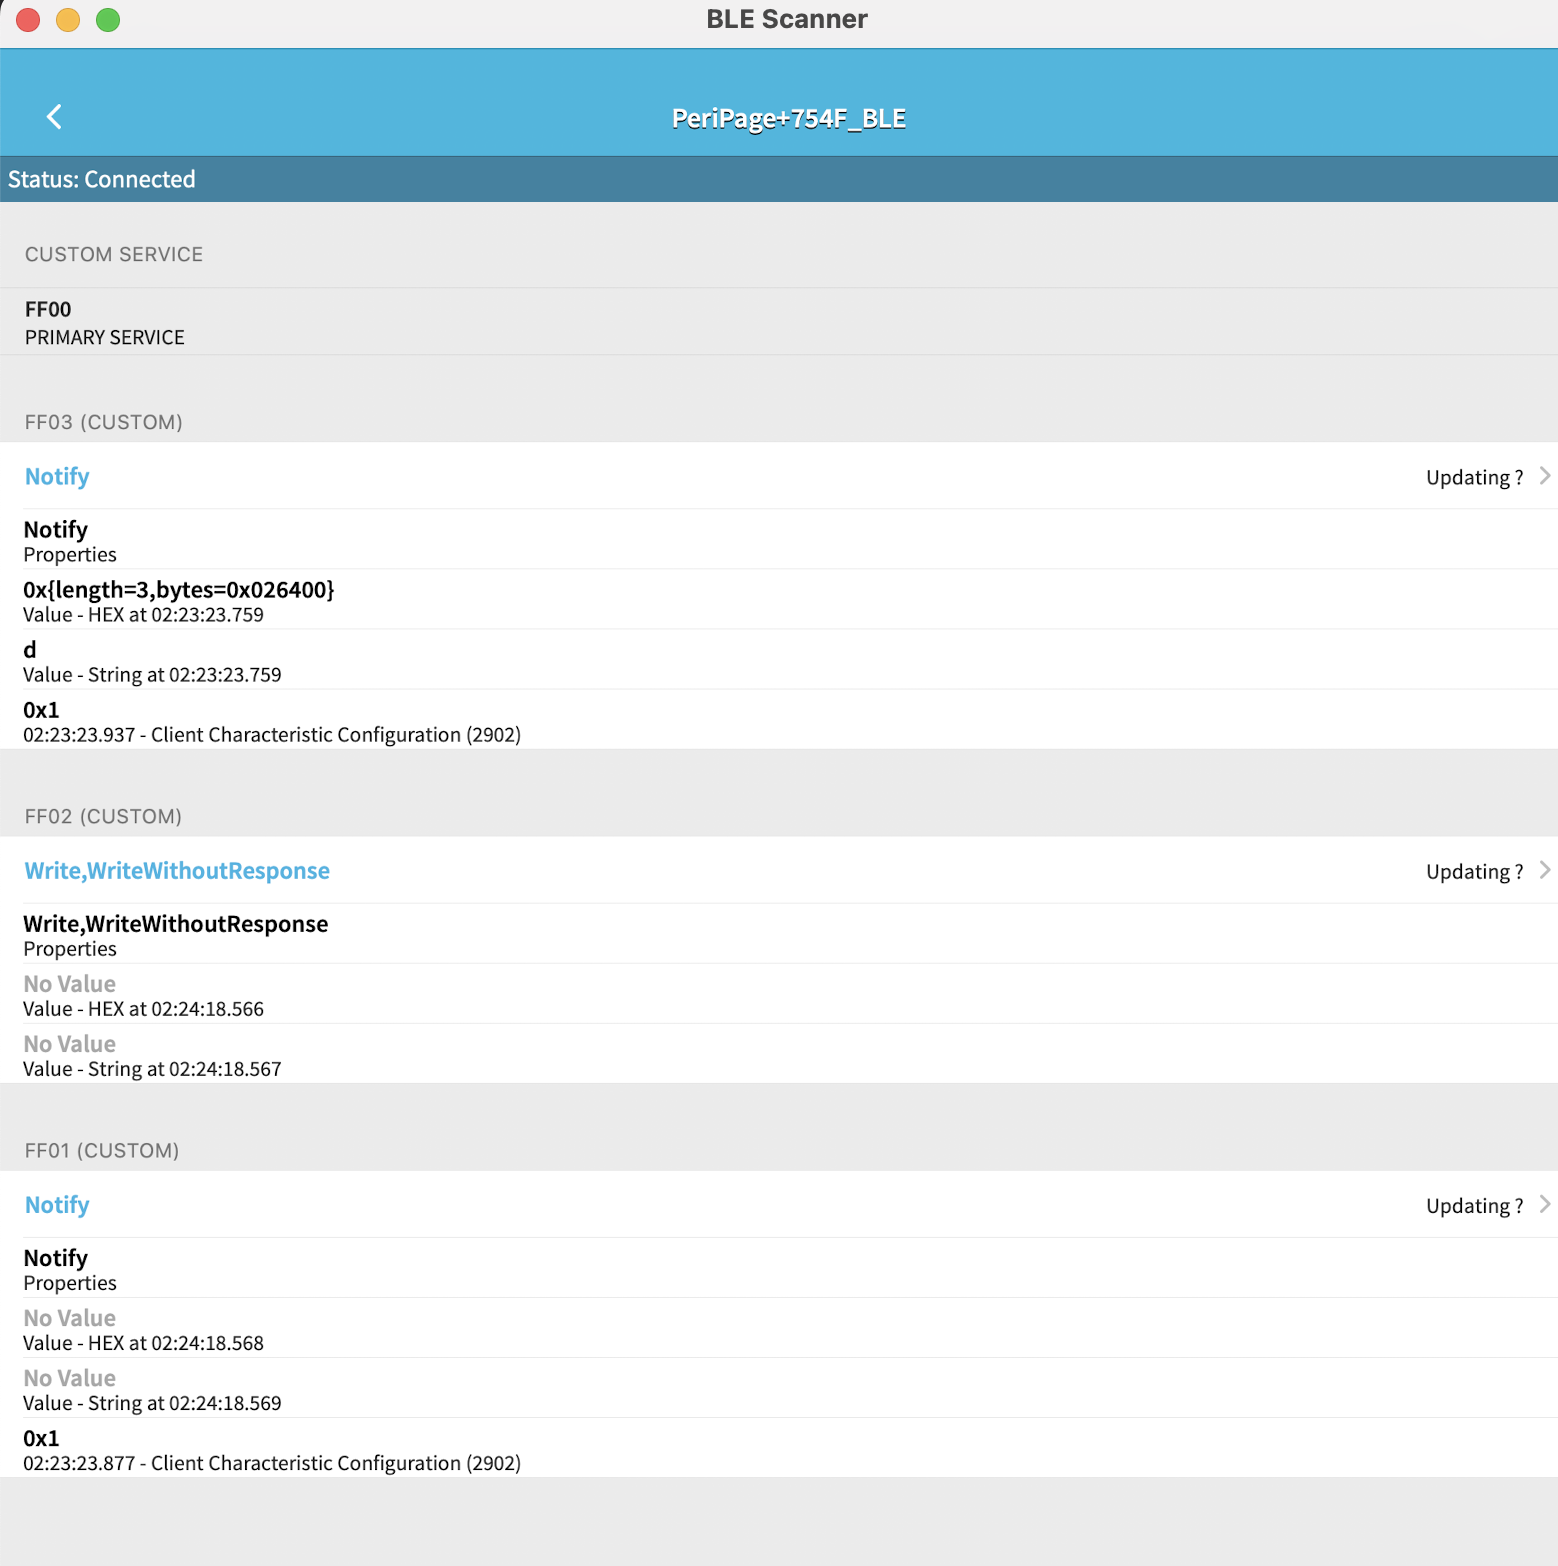 BLE Scanner
PeriPage+754F_BLE
Status: Connected
CUSTOM SERVICE
FF00
PRIMARY SERVICE
FF03 (CUSTOM)
Notify Updating ?
Notify
Properties
0x{length=3,bytes=0x026400}
Value - HEX at 02:23:23.759
d
Value - String at 02:23:23.759
0x1
02:23:23.937 - Client Characteristic Configuration (2902)
FF02 (CUSTOM)
Write,WriteWithoutResponse Updating ?
Write,WriteWithoutResponse
Properties
No Value
Value - HEX at 02:24:18.566
No Value
Value - String at 02:24:18.567
FF01 (CUSTOM)
Notify Updating ?
Notify
Properties
No Value
Value - HEX at 02:24:18.568
No Value
Value - String at 02:24:18.569
0x1
02:23:23.877 - Client Characteristic Configuration (2902)